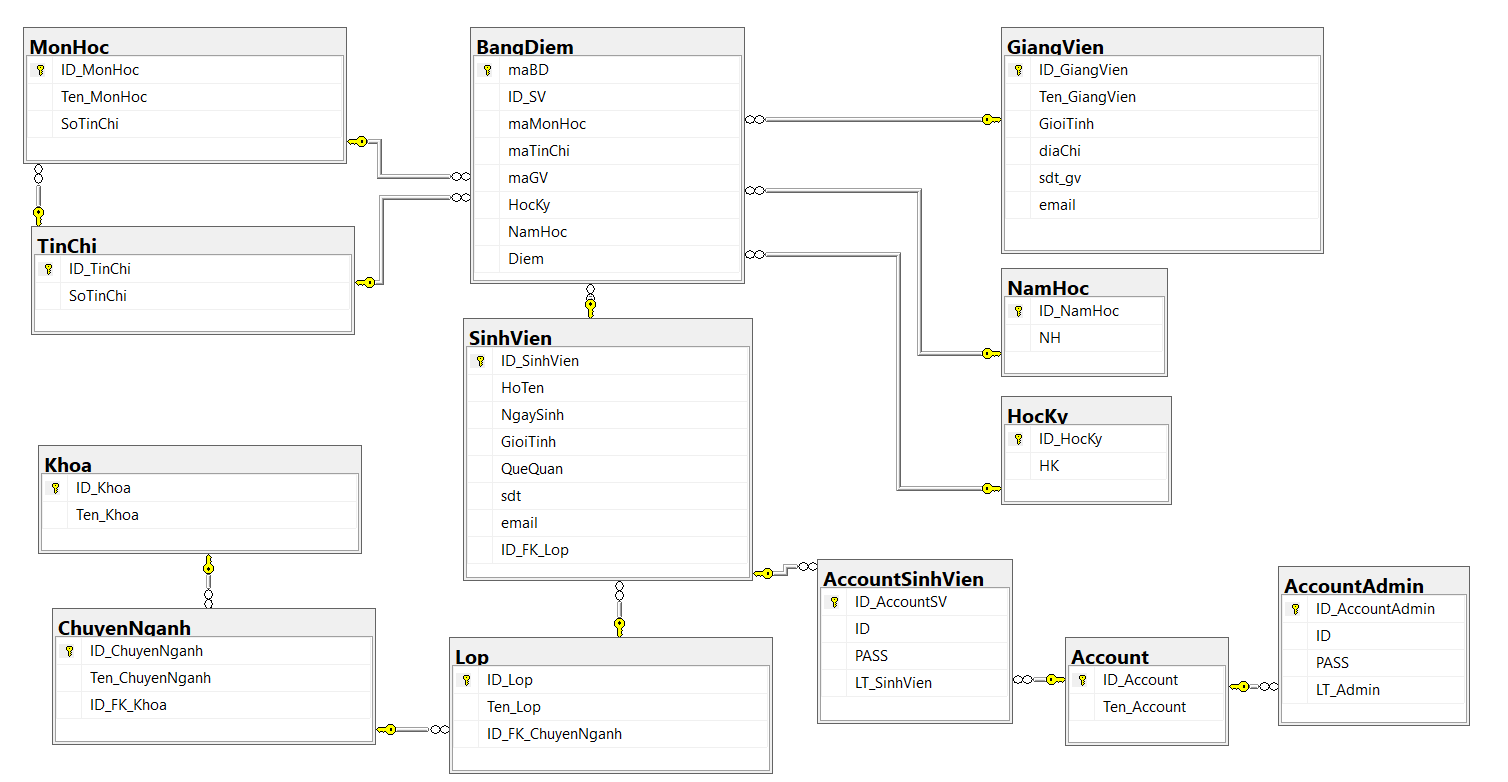 MonHoc
ID_MonHoc
Ten_MonHoc
SoTinChi
TinChi
ID_TinChi
SoTinChi
BangDiem
maBD
ID_SV
maMonHoc
maTinChi
maGV
HocKy
NamHoc
Diem
GiangVien
ID_GiangVien
Ten_GiangVien
GioiTinh
diaChi
sdt_gv
email
NamHoc
ID_NamHoc
NH
HocKy
ID_HocKy
HK
SinhVien
ID_SinhVien
HoTen
NgaySinh
GioiTinh
QueQuan
sdt
email
ID_FK_Lop
Khoa
ID_Khoa
Ten_Khoa
ChuyenNganh
ID_ChuyenNganh
Ten_ChuyenNganh
ID_FK_Khoa
Lop
ID_Lop
Ten_Lop
ID_FK_ChuyenNganh
AccountSinhVien
ID_AccountSV
ID
PASS
LT_SinhVien
Account
ID_Account
Ten_Account
AccountAdmin
ID_AccountAdmin
ID
PASS
LT_Admin